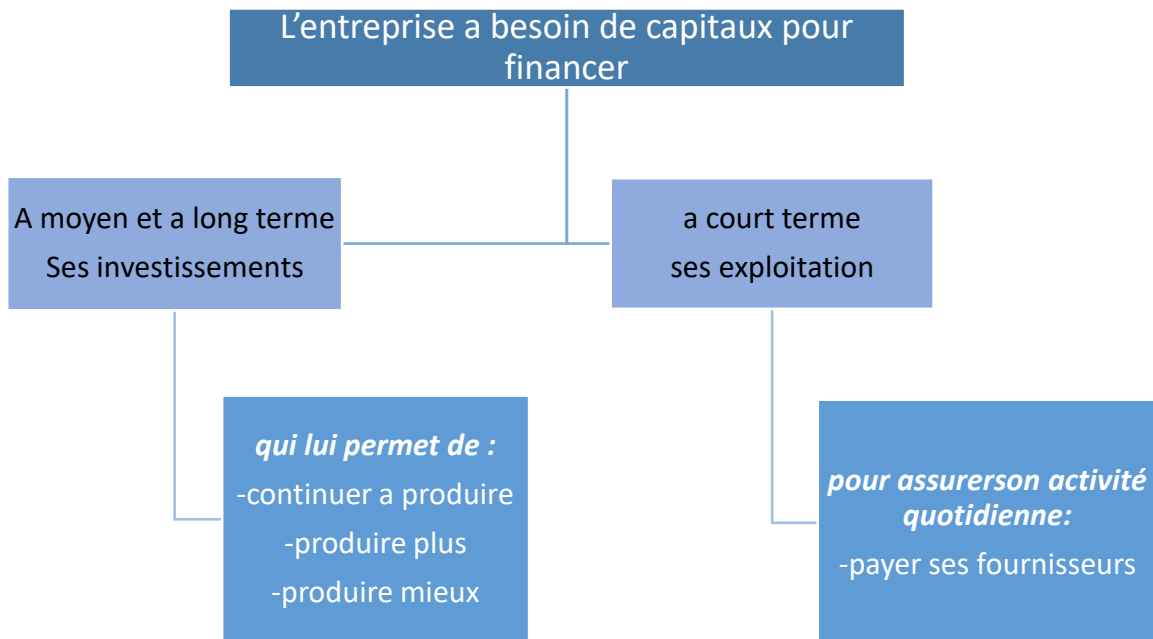 L’entreprise a besoin de capitaux pour
financer
A moyen et a long terme
Ses investissements
a court terme
ses exploitation
qui lui permet de :
-continuer a produire
-produire plus
-produire mieux
pour assurerson activité
quotidienne:
-payer ses fournisseurs